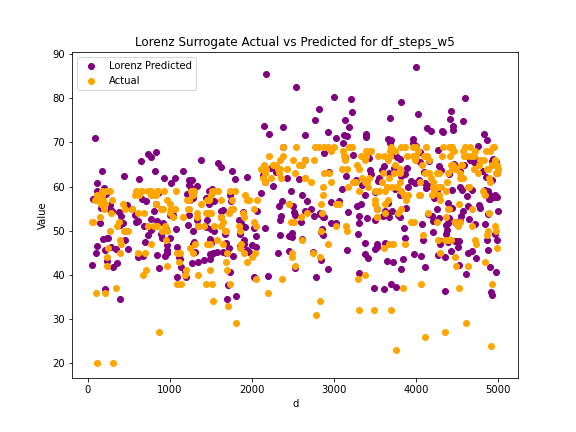 Lorenz Surrogate Actual vs Predicted for df_steps_w5
Lorenz Predicted
Actual
90
80
70
60
50
40
30
20
Value
0 1000 2000 3000 4000 5000
d